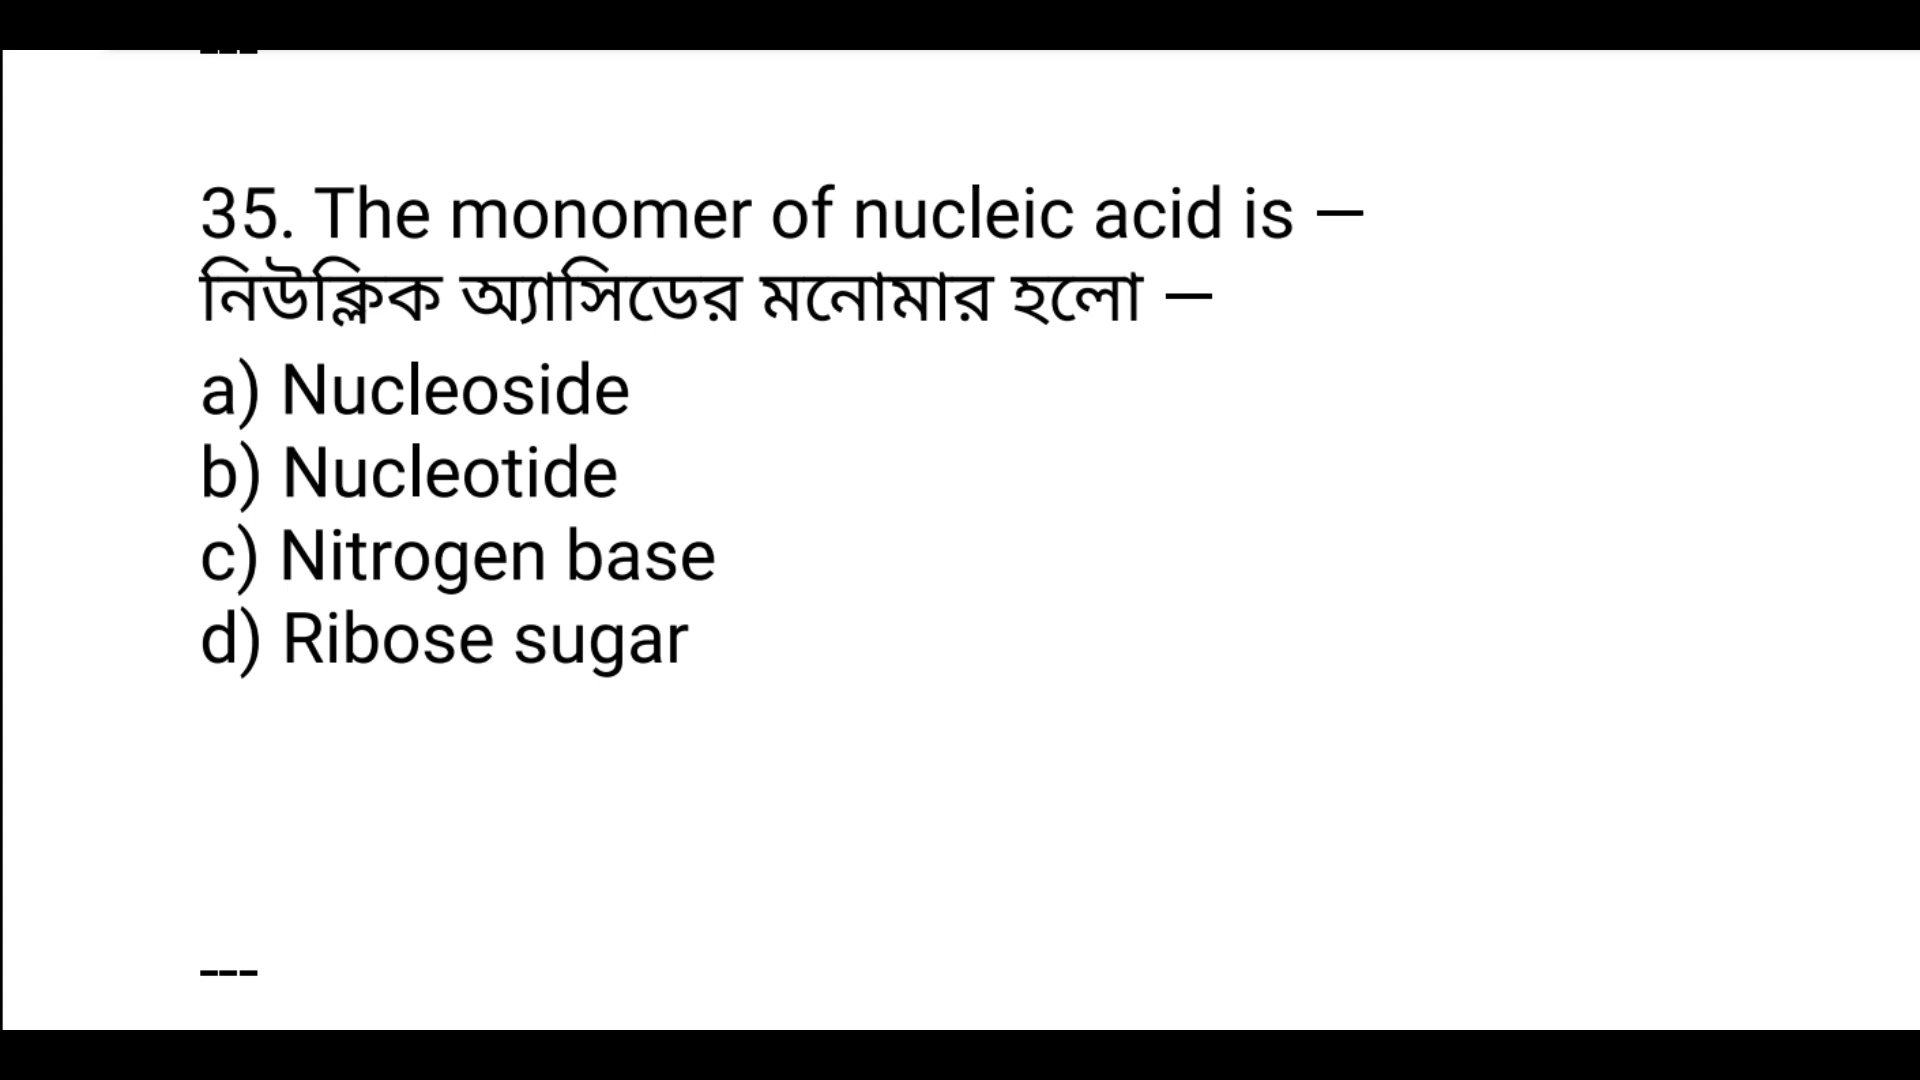 35. The monomer of nucleic acid is —
নিউক্লিক অ্যাসিডের মনোমার হলো —
a) Nucleoside
b) Nucleotide
c) Nitrogen base
d) Ribose sugar
---